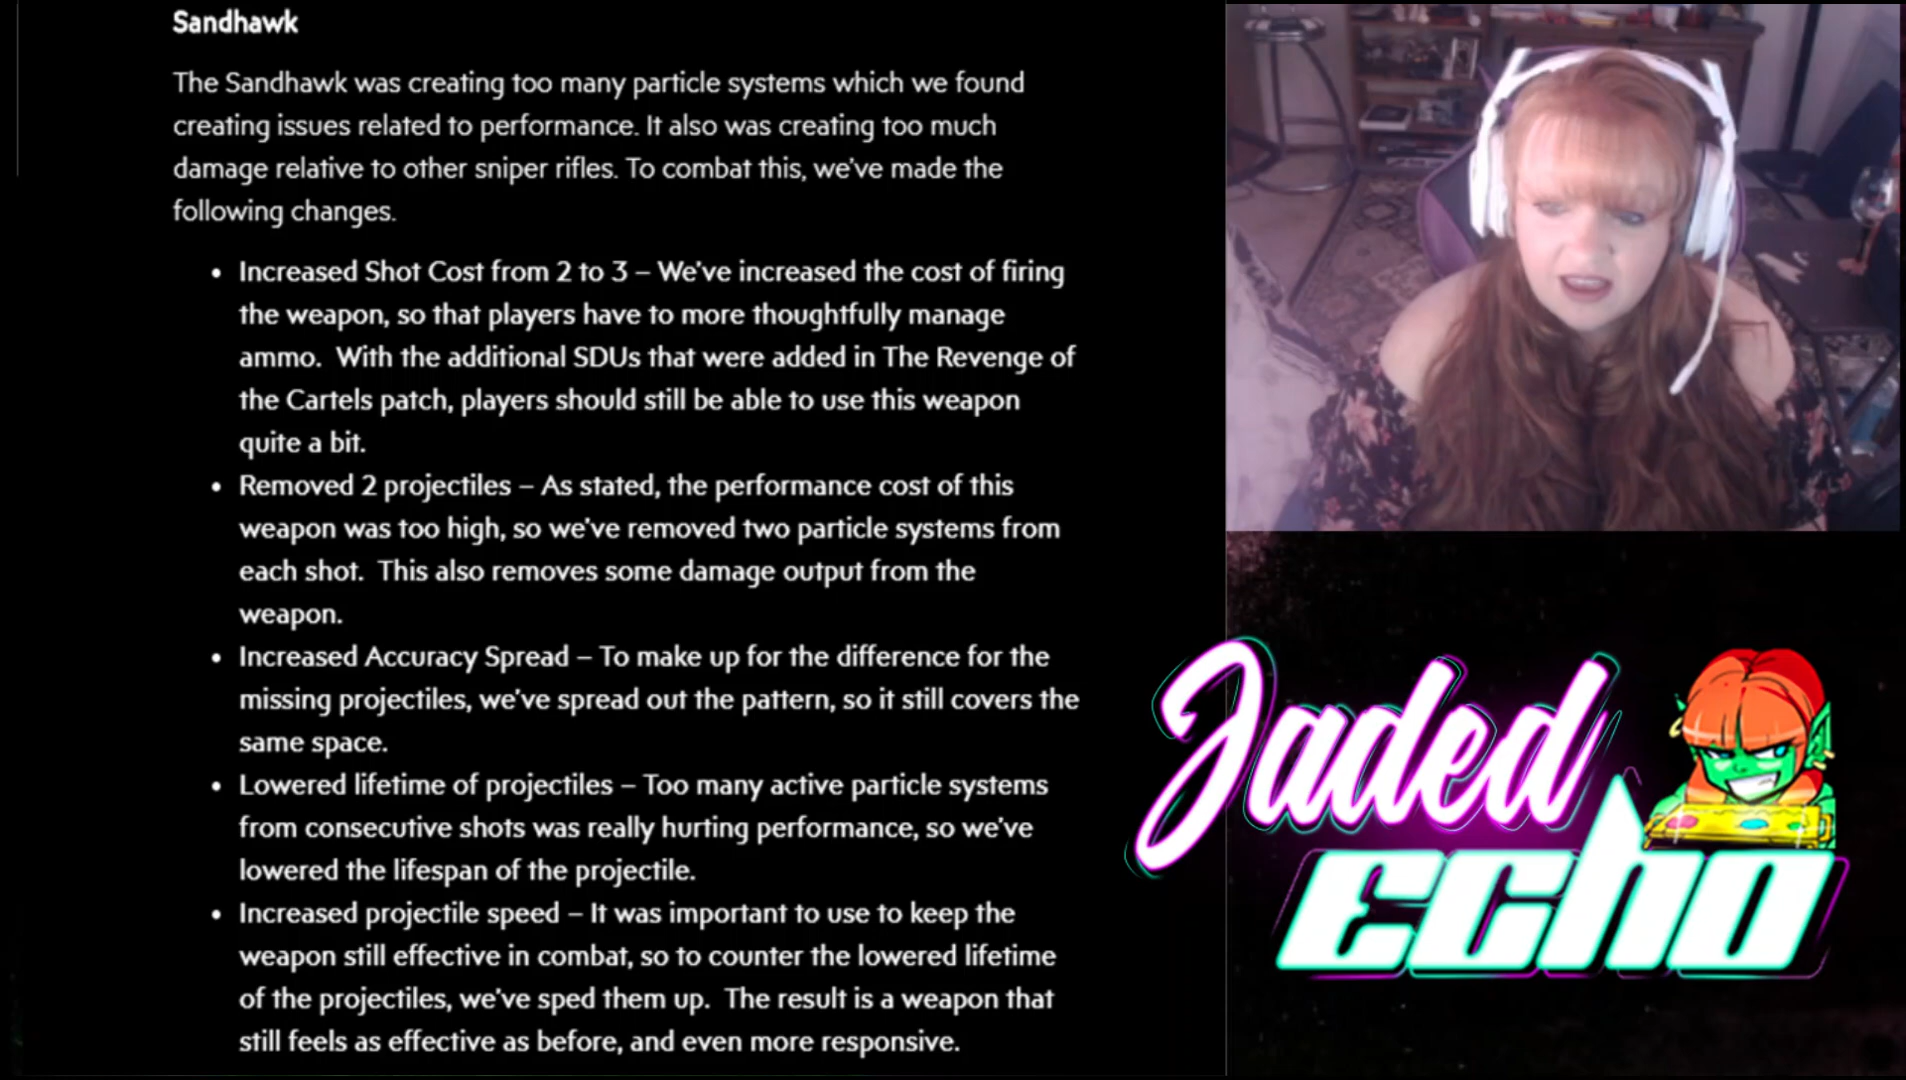 Sandhawk
The Sandhawk was creating too many particle systems which we found
creating issues related to performance. It also was creating too much
damage relative to other sniper rifles. To combat this, we've made the
following changes.
• Increased Shot Cost from 2 to 3 – We've increased the cost of firing
the weapon, so that players have to more thoughtfully manage
ammo.  With the additional SDUs that were added in The Revenge of
the Cartels patch, players should still be able to use this weapon
quite a bit.
• Removed 2 projectiles – As stated, the performance cost of this
weapon was too high, so we've removed two particle systems from
each shot.  This also removes some damage output from the
weapon.
• Increased Accuracy Spread – To make up for the difference for the
missing projectiles, we've spread out the pattern, so it still covers the
same space.
• Lowered lifetime of projectiles – Too many active particle systems
from consecutive shots was really hurting performance, so we've
lowered the lifespan of the projectile.
• Increased projectile speed – It was important to use to keep the
weapon still effective in combat, so to counter the lowered lifetime
of the projectiles, we've sped them up.  The result is a weapon that
still feels as effective as before, and even more responsive.
Jaded
ECHO